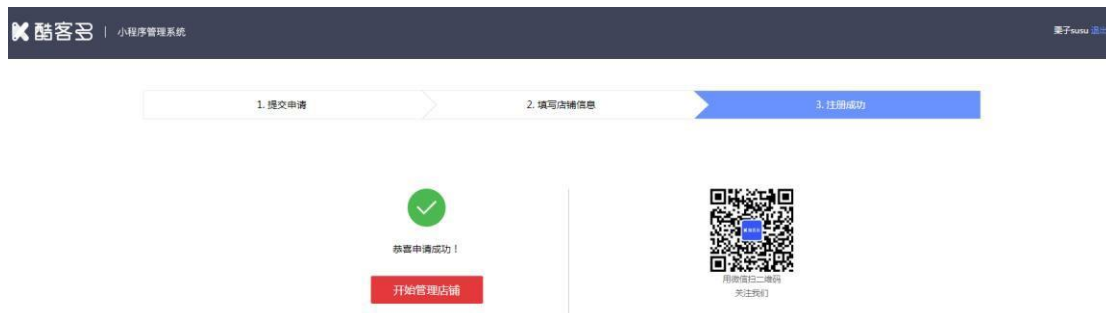 酷客多 | 小程序管理系统
栗子susu 退出
1. 提交申请
2. 填写店铺信息
3. 注册成功
恭喜申请成功！
开始管理店铺
用微信扫二维码
关注我们